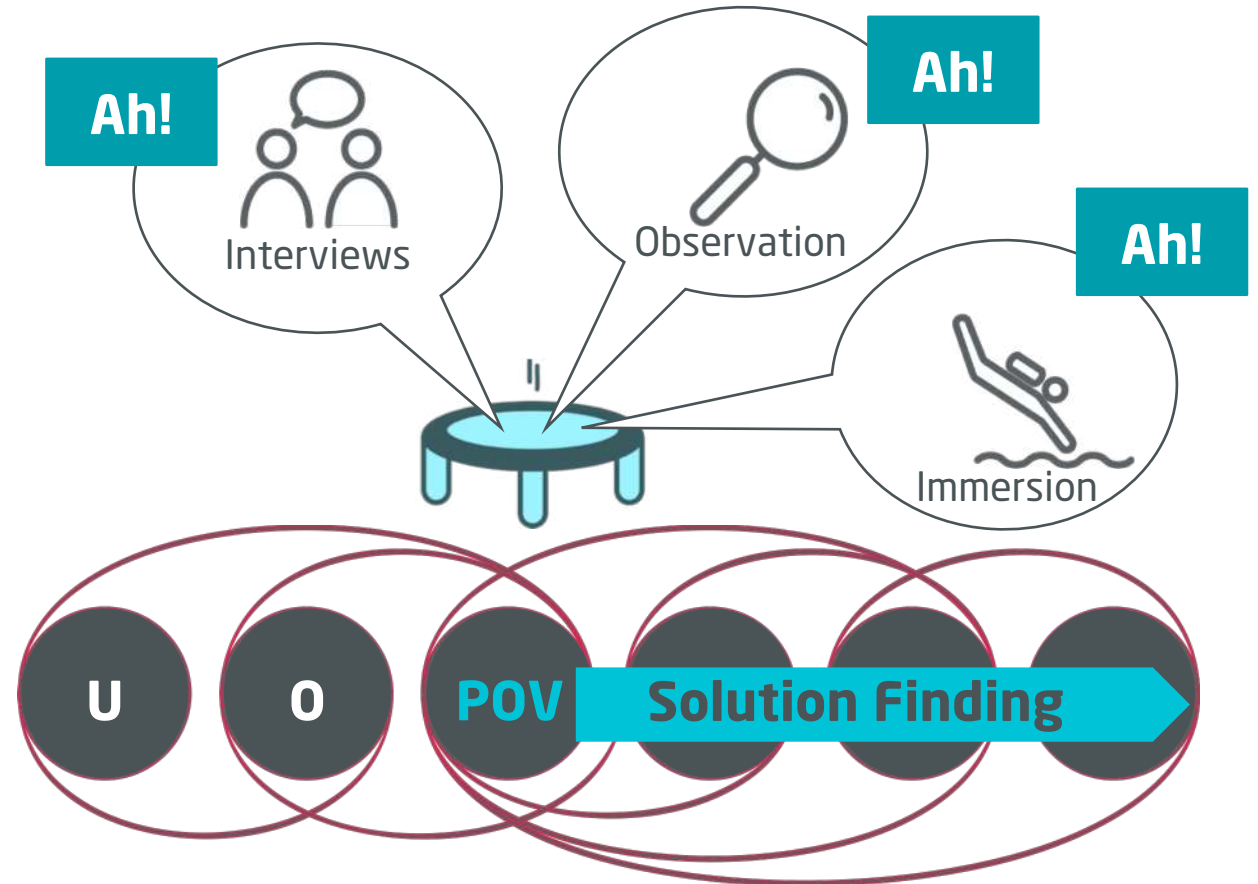 Ah!
Interviews
Ah!
Observation
Ah!
Immersion
U
O
POV
Solution Finding